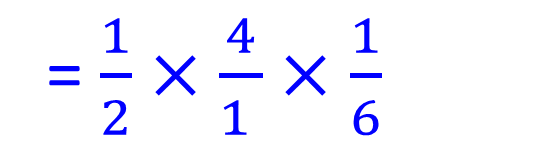 = 1/2 × 4/1 × 1/6